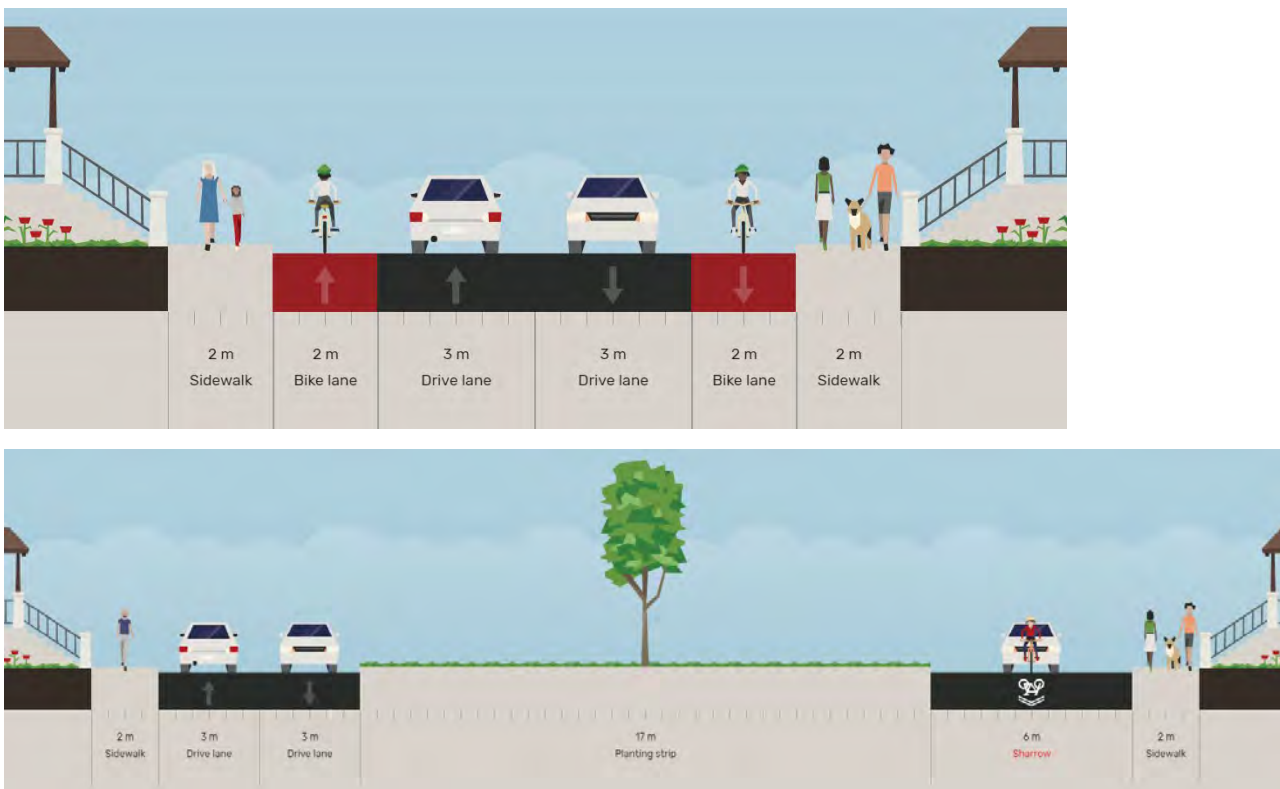 2 m
Sidewalk
2 m
Bike lane
3 m
Drive lane
3 m
Drive lane
2 m
Bike lane
2 m
Sidewalk
2 m
Sidewalk
3 m
Drive lane
3 m
Drive lane
17 m
Planting strip
6 m
Sharrow
2 m
Sidewalk